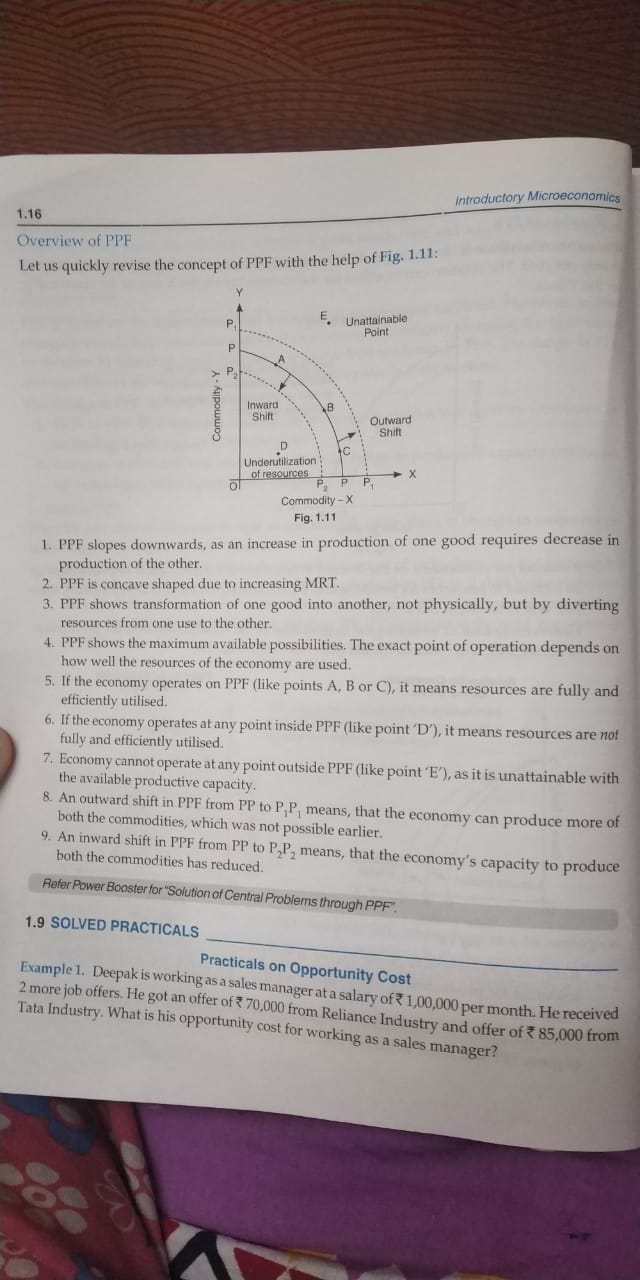 1.16
Introductory Microeconomics
Overview of PPF
Let us quickly revise the concept of PPF with the help of Fig. 1.11:
Y
E
Unattainable
Point
P₁
P
A
P₂
Commodity - Y
Inward
Shift
B
Outward
Shift
D
C
Underutilization
of resources
X
O
P₂ P P₁
Commodity – X
Fig. 1.11
1. PPF slopes downwards, as an increase in production of one good requires decrease in
production of the other.
2. PPF is concave shaped due to increasing MRT.
3. PPF shows transformation of one good into another, not physically, but by diverting
resources from one use to the other.
4. PPF shows the maximum available possibilities. The exact point of operation depends on
how well the resources of the economy are used.
5. If the economy operates on PPF (like points A, B or C), it means resources are fully and
efficiently utilised.
6. If the economy operates at any point inside PPF (like point ‘D’), it means resources are not
fully and efficiently utilised.
7. Economy cannot operate at any point outside PPF (like point ‘E’), as it is unattainable with
the available productive capacity.
8. An outward shift in PPF from PP to P₁P₁ means, that the economy can produce more of
both the commodities, which was not possible earlier.
9. An inward shift in PPF from PP to P₂P₂ means, that the economy’s capacity to produce
both the commodities has reduced.
Refer Power Booster for “Solution of Central Problems through PPF”.
1.9 SOLVED PRACTICALS
Practicals on Opportunity Cost
Example 1. Deepak is working as a sales manager at a salary of ₹ 1,00,000 per month. He received
2 more job offers. He got an offer of ₹ 70,000 from Reliance Industry and offer of ₹ 85,000 from
Tata Industry. What is his opportunity cost for working as a sales manager?